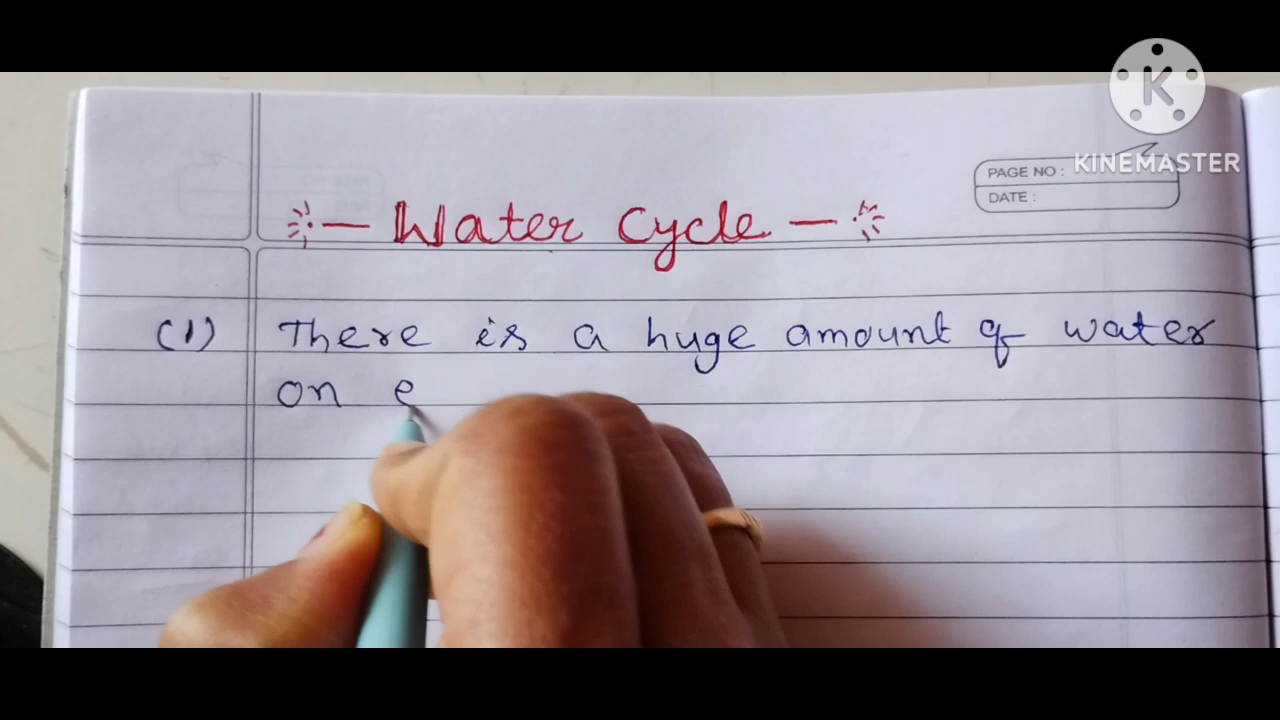 KINEMASTER
PAGE NO :
DATE :
— Water Cycle —
(1) There is a huge amount of water
on e